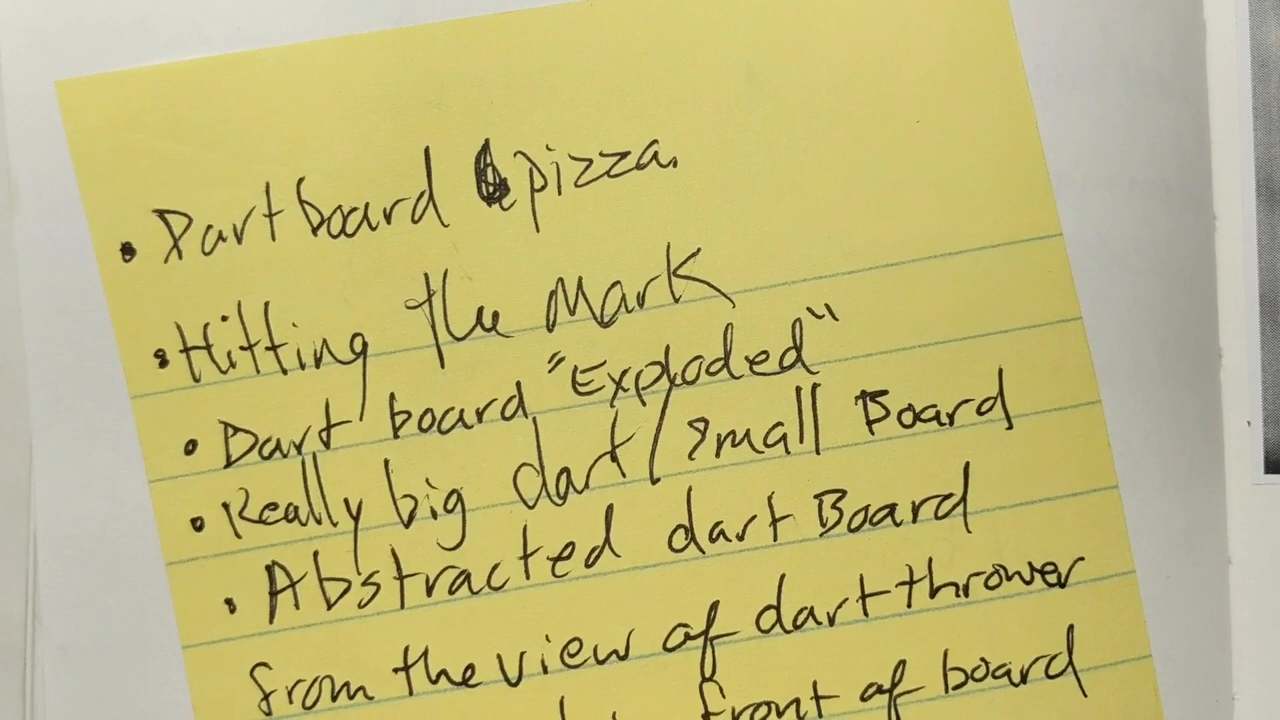 • Dartboard pizza.
• Hitting the Mark
• Dart board "Exploded"
• Really big dart/small Board
• Abstracted dart Board
from the view of dart thrower
front of board